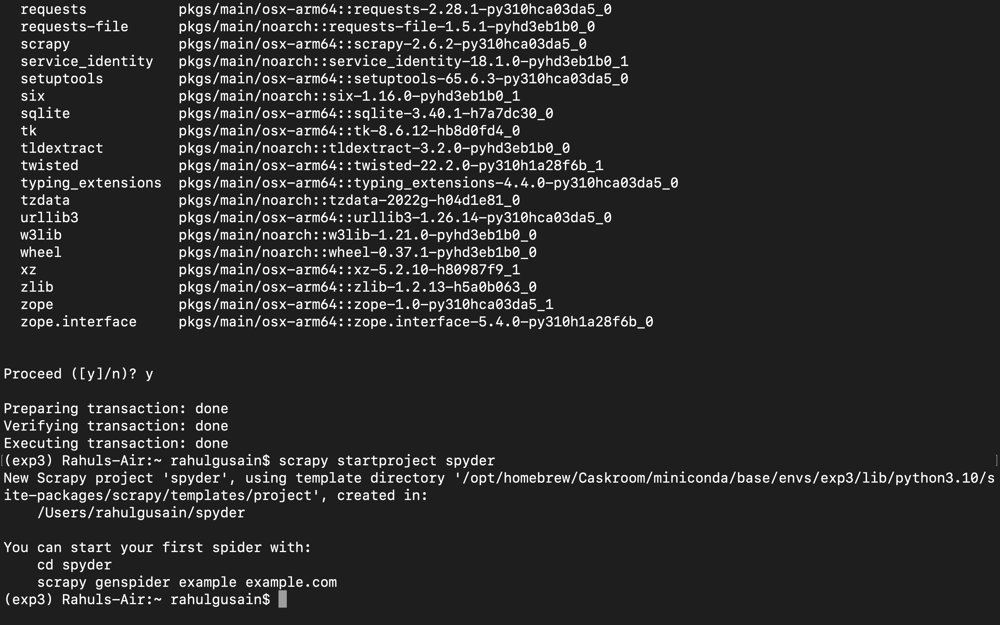 requests pkgs/main/osx-arm64::requests-2.28.1-py310hca03da5_0
requests-file pkgs/main/noarch::requests-file-1.5.1-pyhd3eb1b0_0
scrapy pkgs/main/osx-arm64::scrapy-2.6.2-py310hca03da5_0
service_identity pkgs/main/noarch::service_identity-18.1.0-pyhd3eb1b0_1
setuptools pkgs/main/osx-arm64::setuptools-65.6.3-py310hca03da5_0
six pkgs/main/noarch::six-1.16.0-pyhd3eb1b0_1
sqlite pkgs/main/osx-arm64::sqlite-3.40.1-h7a7dc30_0
tk pkgs/main/osx-arm64::tk-8.6.12-hb8d0fd4_0
tldextract pkgs/main/noarch::tldextract-3.2.0-pyhd3eb1b0_0
twisted pkgs/main/osx-arm64::twisted-22.2.0-py310h1a28f6b_1
typing_extensions pkgs/main/osx-arm64::typing_extensions-4.4.0-py310hca03da5_0
tzdata pkgs/main/noarch::tzdata-2022g-h04d1e81_0
urllib3 pkgs/main/osx-arm64::urllib3-1.26.14-py310hca03da5_0
w3lib pkgs/main/noarch::w3lib-1.21.0-pyhd3eb1b0_0
wheel pkgs/main/noarch::wheel-0.37.1-pyhd3eb1b0_0
xz pkgs/main/osx-arm64::xz-5.2.10-h80987f9_1
zlib pkgs/main/osx-arm64::zlib-1.2.13-h5a0b063_0
zope pkgs/main/osx-arm64::zope-1.0-py310hca03da5_1
zope.interface pkgs/main/osx-arm64::zope.interface-5.4.0-py310h1a28f6b_0
Proceed ([y]/n)? y
Preparing transaction: done
Verifying transaction: done
Executing transaction: done
[(exp3) Rahuls-Air:~ rahulgusain$ scrapy startproject spyder ]
New Scrapy project 'spyder', using template directory '/opt/homebrew/Caskroom/miniconda/base/envs/exp3/lib/python3.10/s
ite-packages/scrapy/templates/project', created in:
/Users/rahulgusain/spyder
You can start your first spider with:
cd spyder
scrapy genspider example example.com
(exp3) Rahuls-Air:~ rahulgusain$